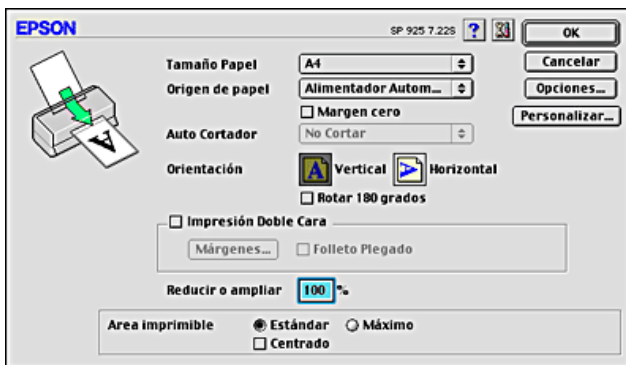 EPSON SP 925 7.22S ? OK
Tamaño Papel A4 Cancelar
Origen de papel Alimentador Autom... Opciones...
Margen cero Personalizar...
Auto Cortador No Cortar
Orientación A Vertical A Horizontal
Rotar 180 grados
Impresión Doble Cara
Márgenes... Folleto Plegado
Reducir o ampliar 100 %
Area imprimible Estándar Máximo
Centrado
A